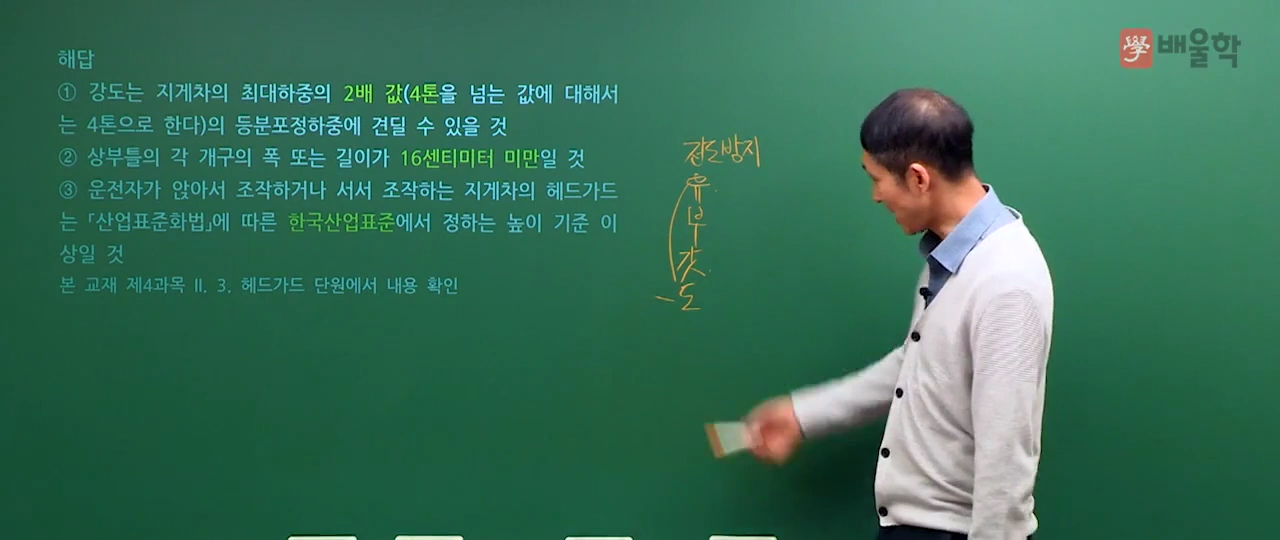 해답
① 강도는 지게차의 최대하중의 2배 값(4톤을 넘는 값에 대해서
는 4톤으로 한다)의 등분포정하중에 견딜 수 있을 것
② 상부틀의 각 개구의 폭 또는 길이가 16센티미터 미만일 것
③ 운전자가 앉아서 조작하거나 서서 조작하는 지게차의 헤드가드
는 「산업표준화법」에 따른 한국산업표준에서 정하는 높이 기준 이
상일 것
본 교재 제4과목 Ⅱ. 3. 헤드가드 단원에서 내용 확인
전도방지
유
부
갓
도
學 배울학